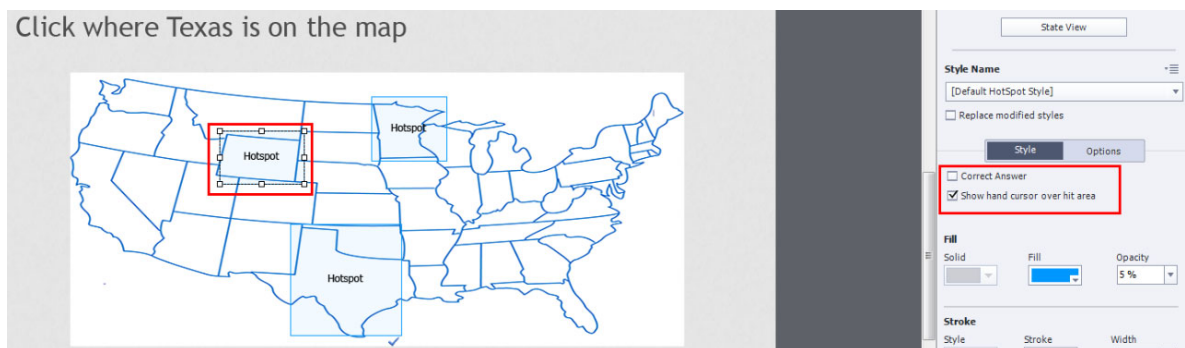 Click where Texas is on the map
Hotspot
Hotspot
Hotspot
State View
Style Name
[Default HotSpot Style]
Replace modified styles
Style Options
Correct Answer
Show hand cursor over hit area
Fill
Solid Fill Opacity
5 %
Stroke
Style Stroke Width